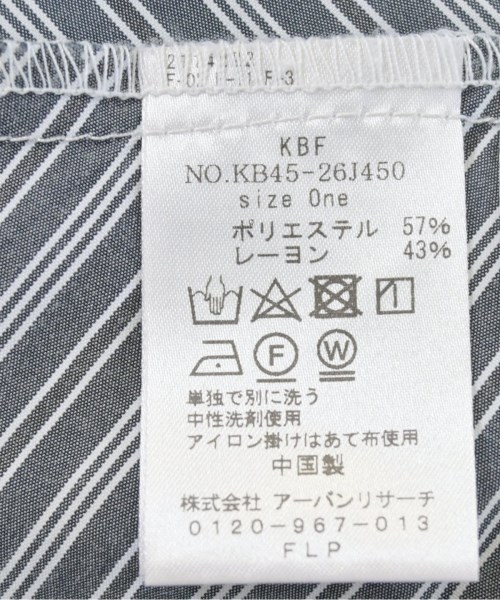 KBF
NO.KB45-26J450
size One
ポリエステル 57%
レーヨン 43%
F W
単独で別に洗う
中性洗剤使用
アイロン掛けはあて布使用
中国製
株式会社 アーバンリサーチ
0120-967-013
FLP